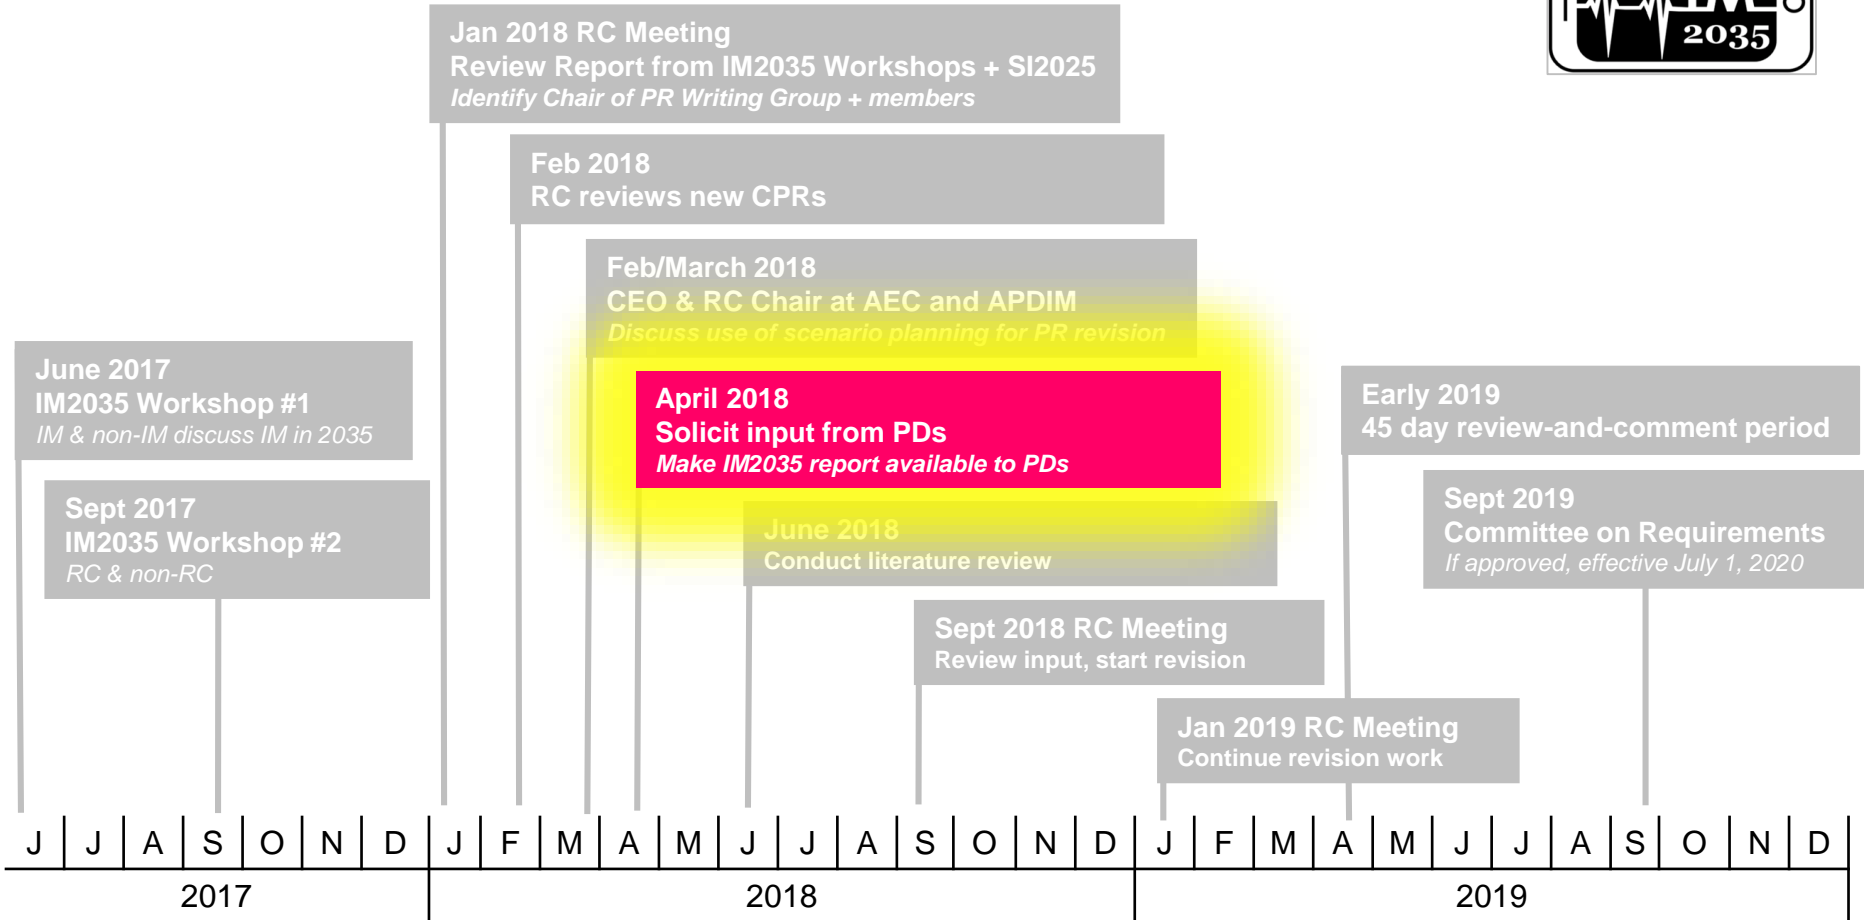 IM
2035
Jan 2018 RC Meeting
Review Report from IM2035 Workshops + SI2025
Identify Chair of PR Writing Group + members
Feb 2018
RC reviews new CPRs
Feb/March 2018
CEO & RC Chair at AEC and APDIM
Discuss use of scenario planning for PR revision
June 2017
IM2035 Workshop #1
IM & non-IM discuss IM in 2035
April 2018
Solicit input from PDs
Make IM2035 report available to PDs
Early 2019
45 day review-and-comment period
Sept 2017
IM2035 Workshop #2
RC & non-RC
June 2018
Conduct literature review
Sept 2019
Committee on Requirements
If approved, effective July 1, 2020
Sept 2018 RC Meeting
Review input, start revision
Jan 2019 RC Meeting
Continue revision work
J J A S O N D J F M A M J J A S O N D J F M A M J J A S O N D
2017 2018 2019